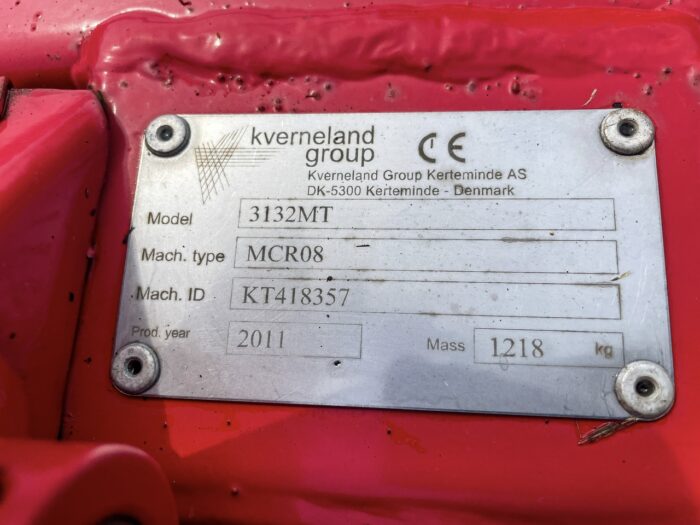 kverneland
group CE
Kverneland Group Kerteminde AS
DK-5300 Kerteminde - Denmark
Model 3132MT
Mach. type MCR08
Mach. ID KT418357
Prod. year 2011 Mass 1218 kg